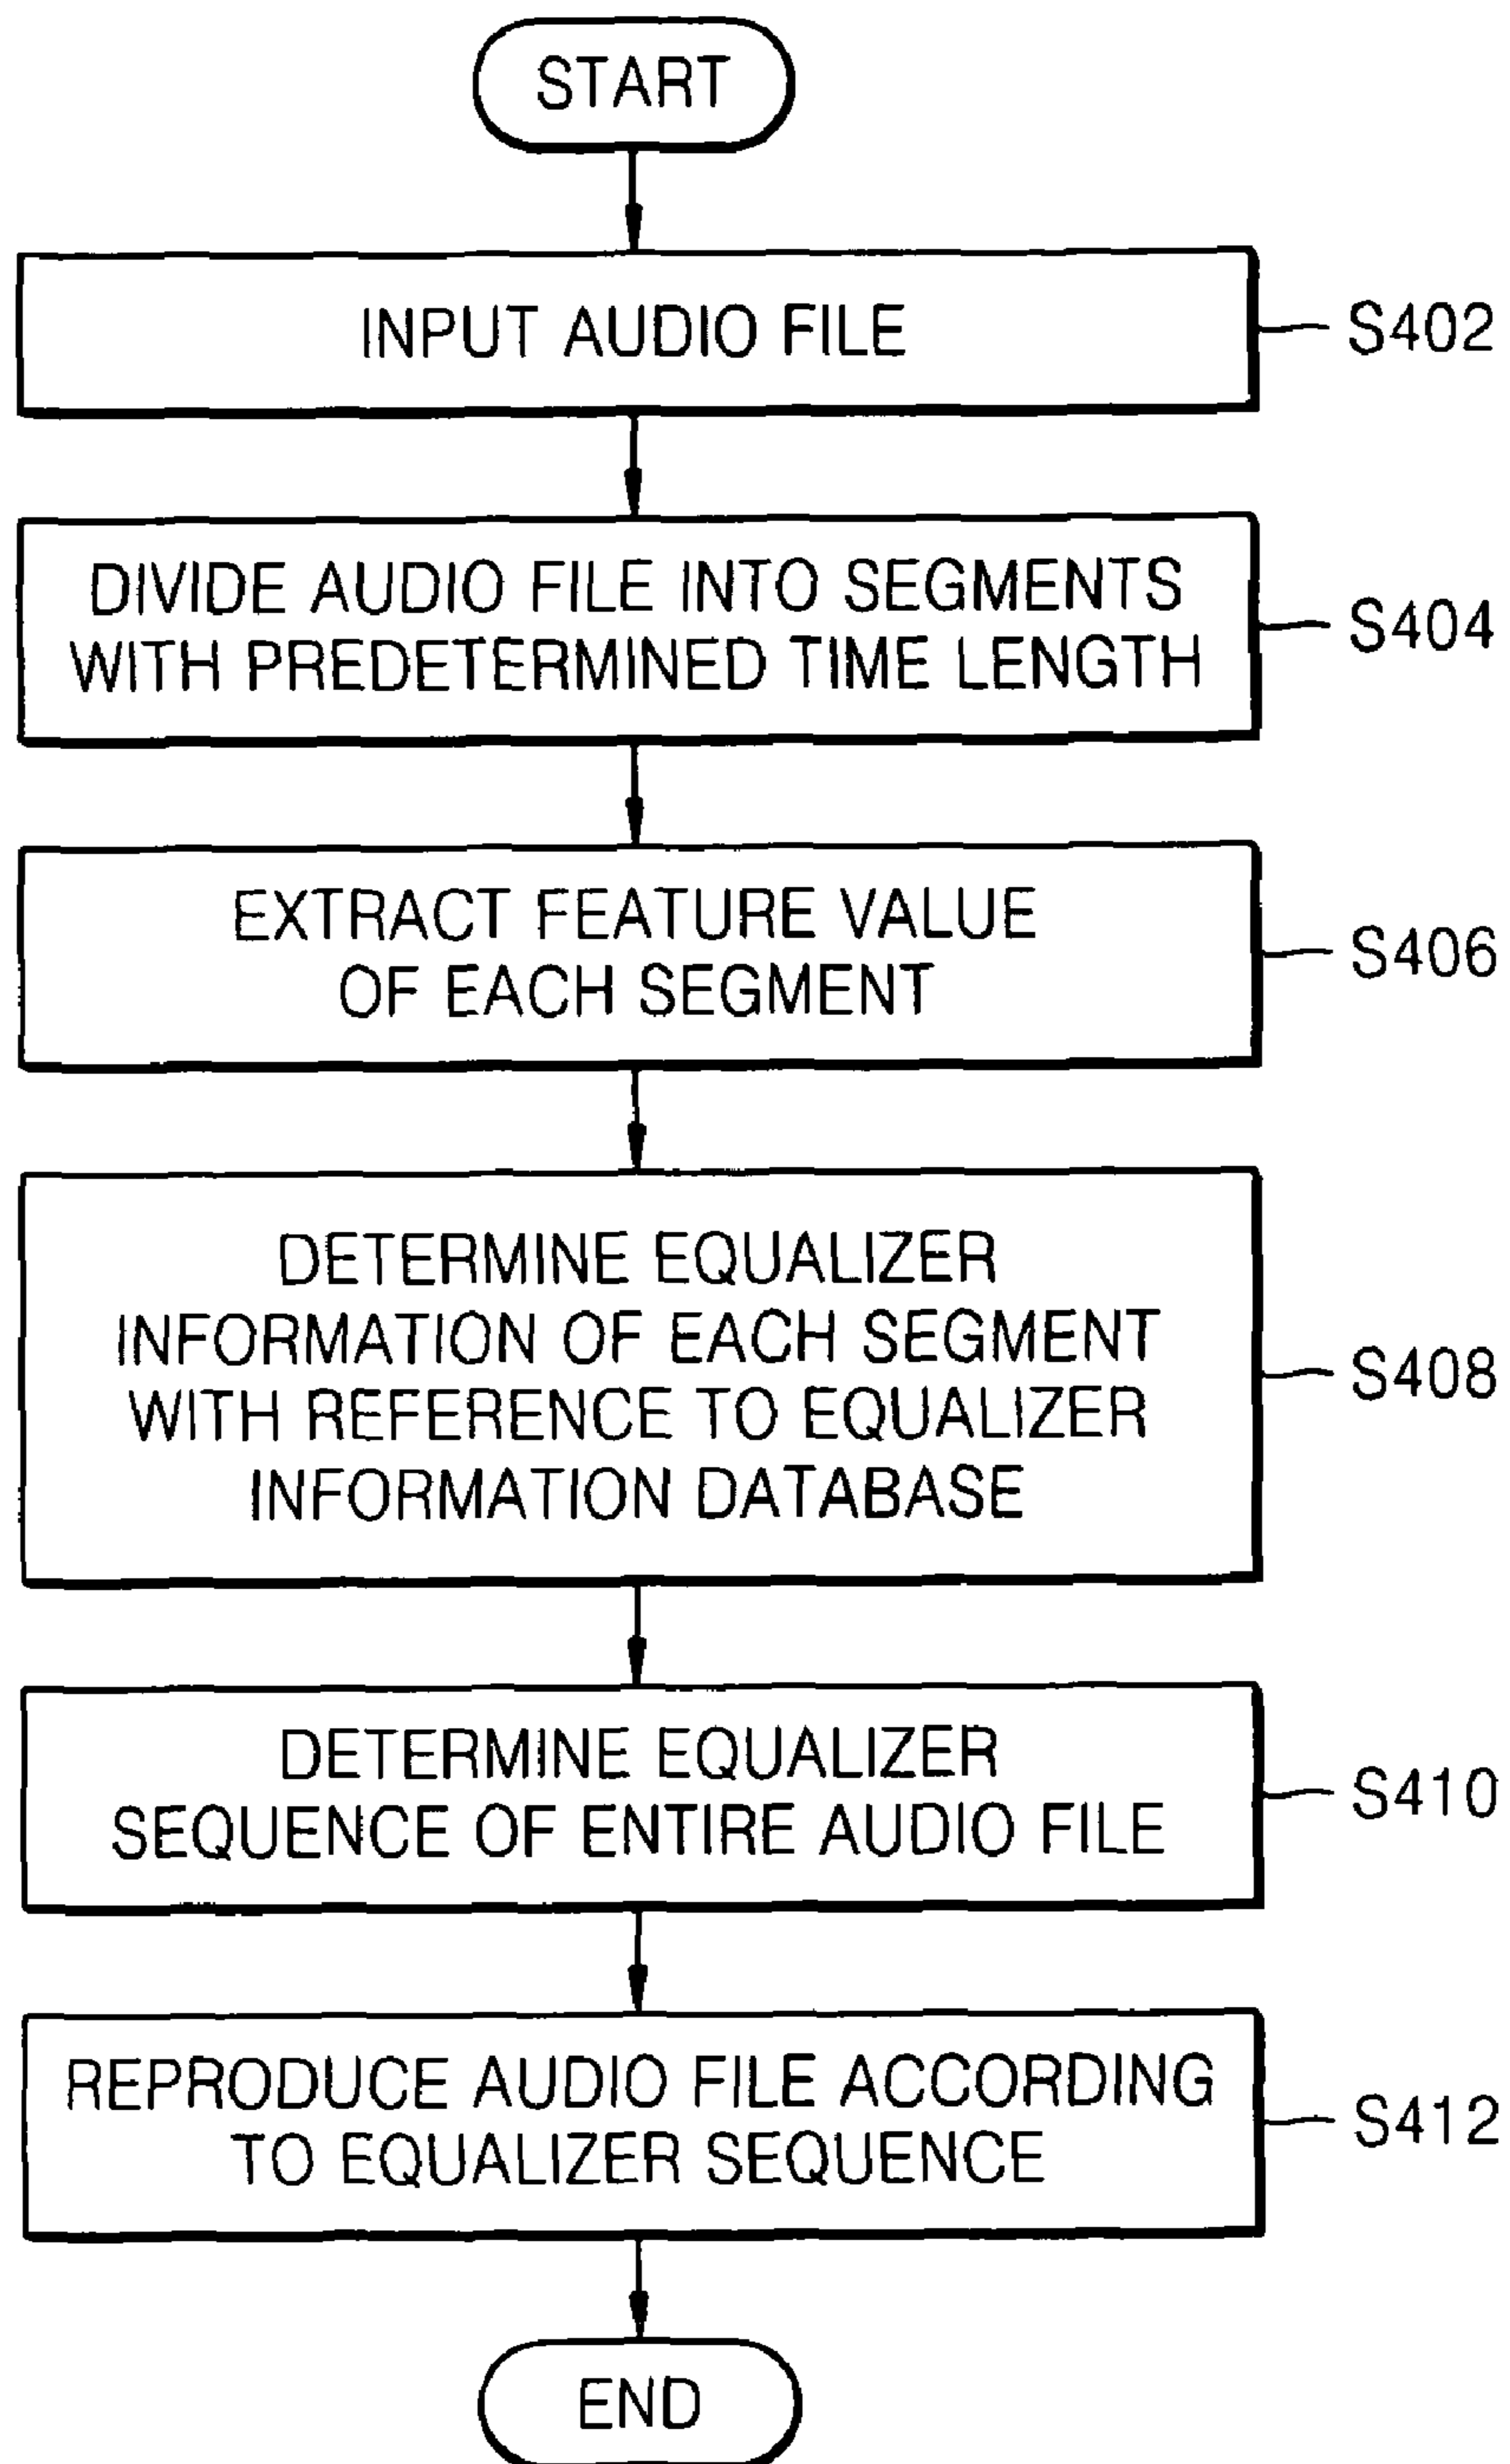 START
INPUT AUDIO FILE
S402
DIVIDE AUDIO FILE INTO SEGMENTS
WITH PREDETERMINED TIME LENGTH
S404
EXTRACT FEATURE VALUE
OF EACH SEGMENT
S406
DETERMINE EQUALIZER
INFORMATION OF EACH SEGMENT
WITH REFERENCE TO EQUALIZER
INFORMATION DATABASE
S408
DETERMINE EQUALIZER
SEQUENCE OF ENTIRE AUDIO FILE
S410
REPRODUCE AUDIO FILE ACCORDING
TO EQUALIZER SEQUENCE
S412
END